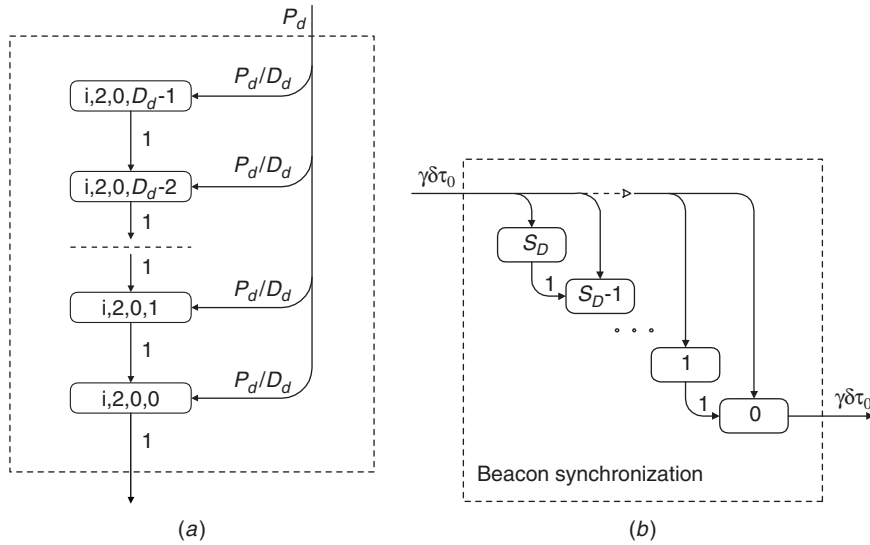 P_d
P_d/D_d
i,2,0,D_d-1
1
P_d/D_d
i,2,0,D_d-2
1
1
P_d/D_d
i,2,0,1
1
P_d/D_d
i,2,0,0
1
(a)
γδτ₀
S_D
1
S_D-1
1
1
0
γδτ₀
Beacon synchronization
(b)